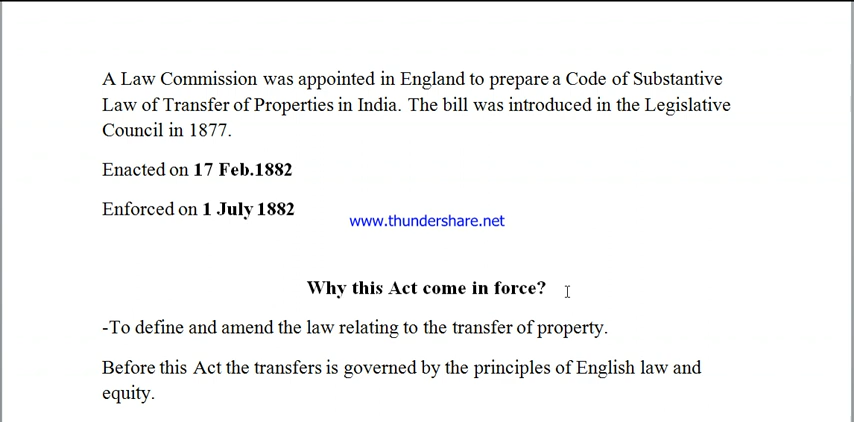 A Law Commission was appointed in England to prepare a Code of Substantive
Law of Transfer of Properties in India. The bill was introduced in the Legislative
Council in 1877.
Enacted on 17 Feb.1882
Enforced on 1 July 1882
www.thundershare.net
Why this Act come in force?
-To define and amend the law relating to the transfer of property.
Before this Act the transfers is governed by the principles of English law and
equity.